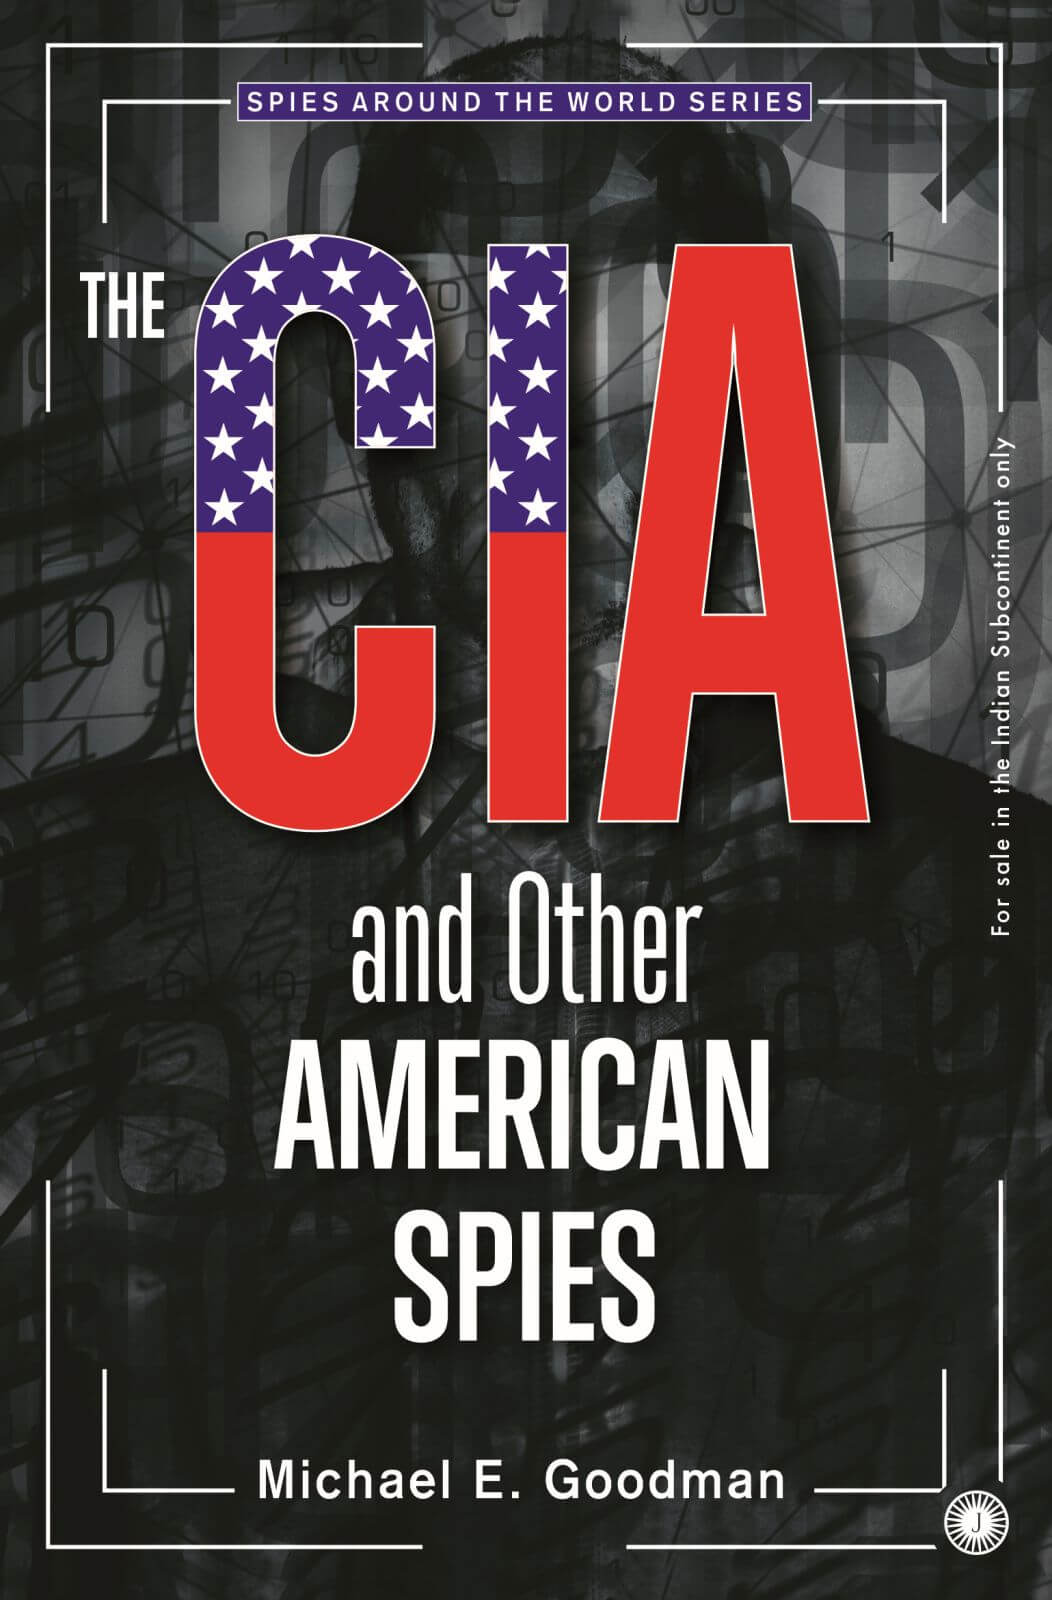 SPIES AROUND THE WORLD SERIES
THE
CIA
and Other
AMERICAN
SPIES
For sale in the Indian Subcontinent only
Michael E. Goodman
J